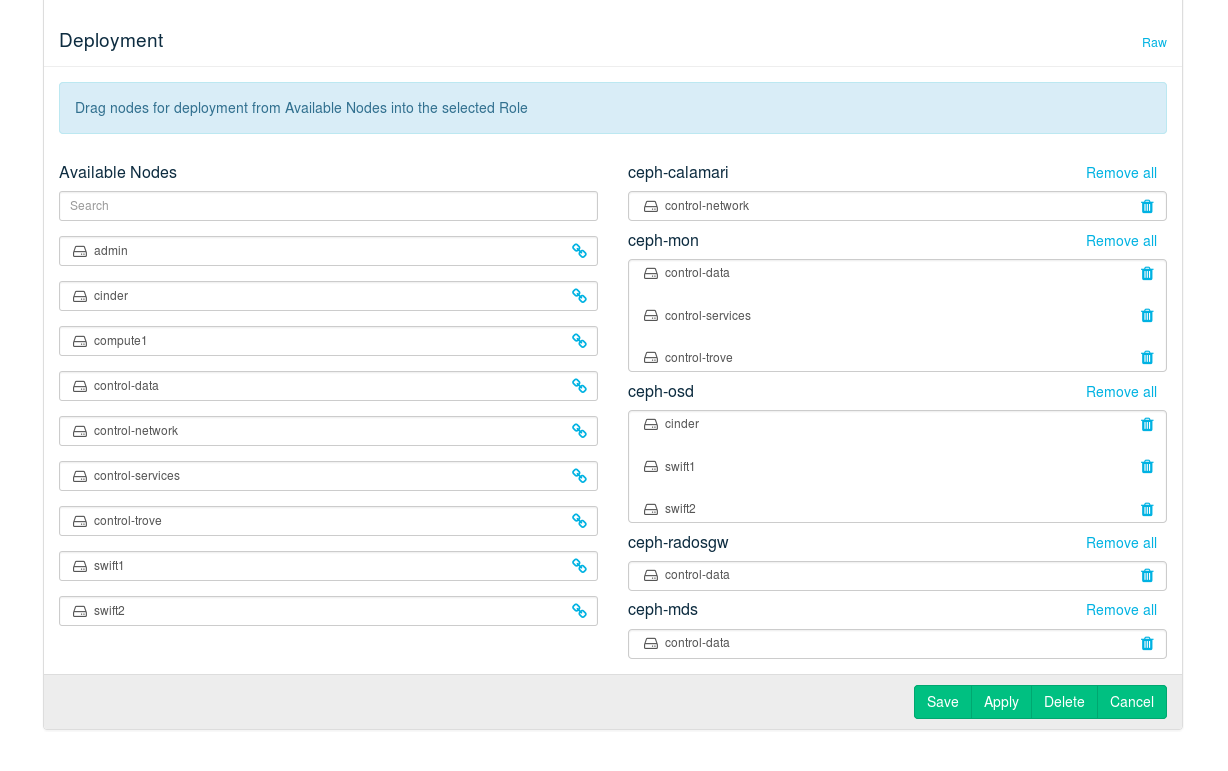 Deployment
Raw
Drag nodes for deployment from Available Nodes into the selected Role
Available Nodes
Search
admin
cinder
compute1
control-data
control-network
control-services
control-trove
swift1
swift2
ceph-calamari
Remove all
control-network
ceph-mon
Remove all
control-data
control-services
control-trove
ceph-osd
Remove all
cinder
swift1
swift2
ceph-radosgw
Remove all
control-data
ceph-mds
Remove all
control-data
Save
Apply
Delete
Cancel